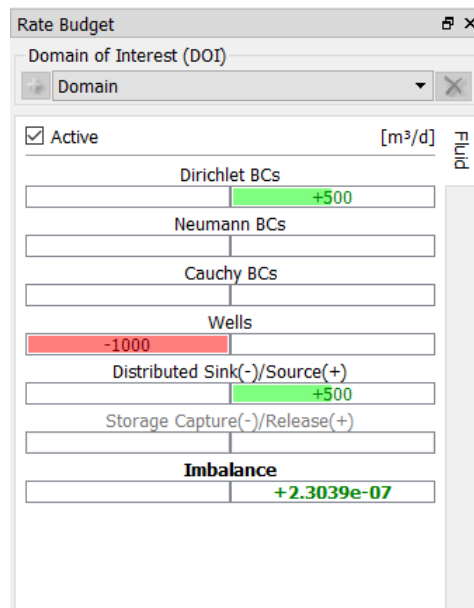 Rate Budget
Domain of Interest (DOI)
Domain
Active [m³/d]
Fluid
Dirichlet BCs
+500
Neumann BCs
Cauchy BCs
Wells
-1000
Distributed Sink(-)/Source(+)
+500
Storage Capture(-)/Release(+)
Imbalance
+2.3039e-07